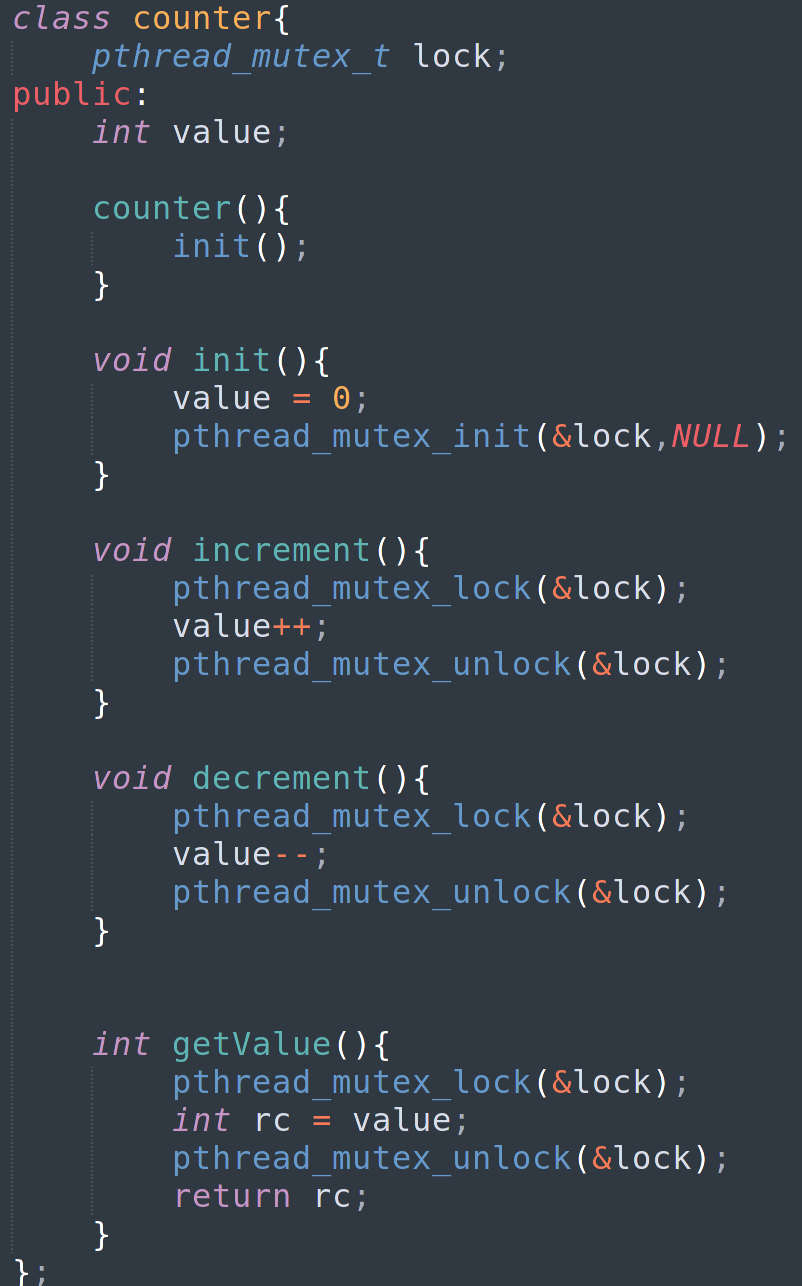 class counter{
    pthread_mutex_t lock;
public:
    int value;

    counter(){
        init();
    }

    void init(){
        value = 0;
        pthread_mutex_init(&lock,NULL);
    }

    void increment(){
        pthread_mutex_lock(&lock);
        value++;
        pthread_mutex_unlock(&lock);
    }

    void decrement(){
        pthread_mutex_lock(&lock);
        value--;
        pthread_mutex_unlock(&lock);
    }


    int getValue(){
        pthread_mutex_lock(&lock);
        int rc = value;
        pthread_mutex_unlock(&lock);
        return rc;
    }
};